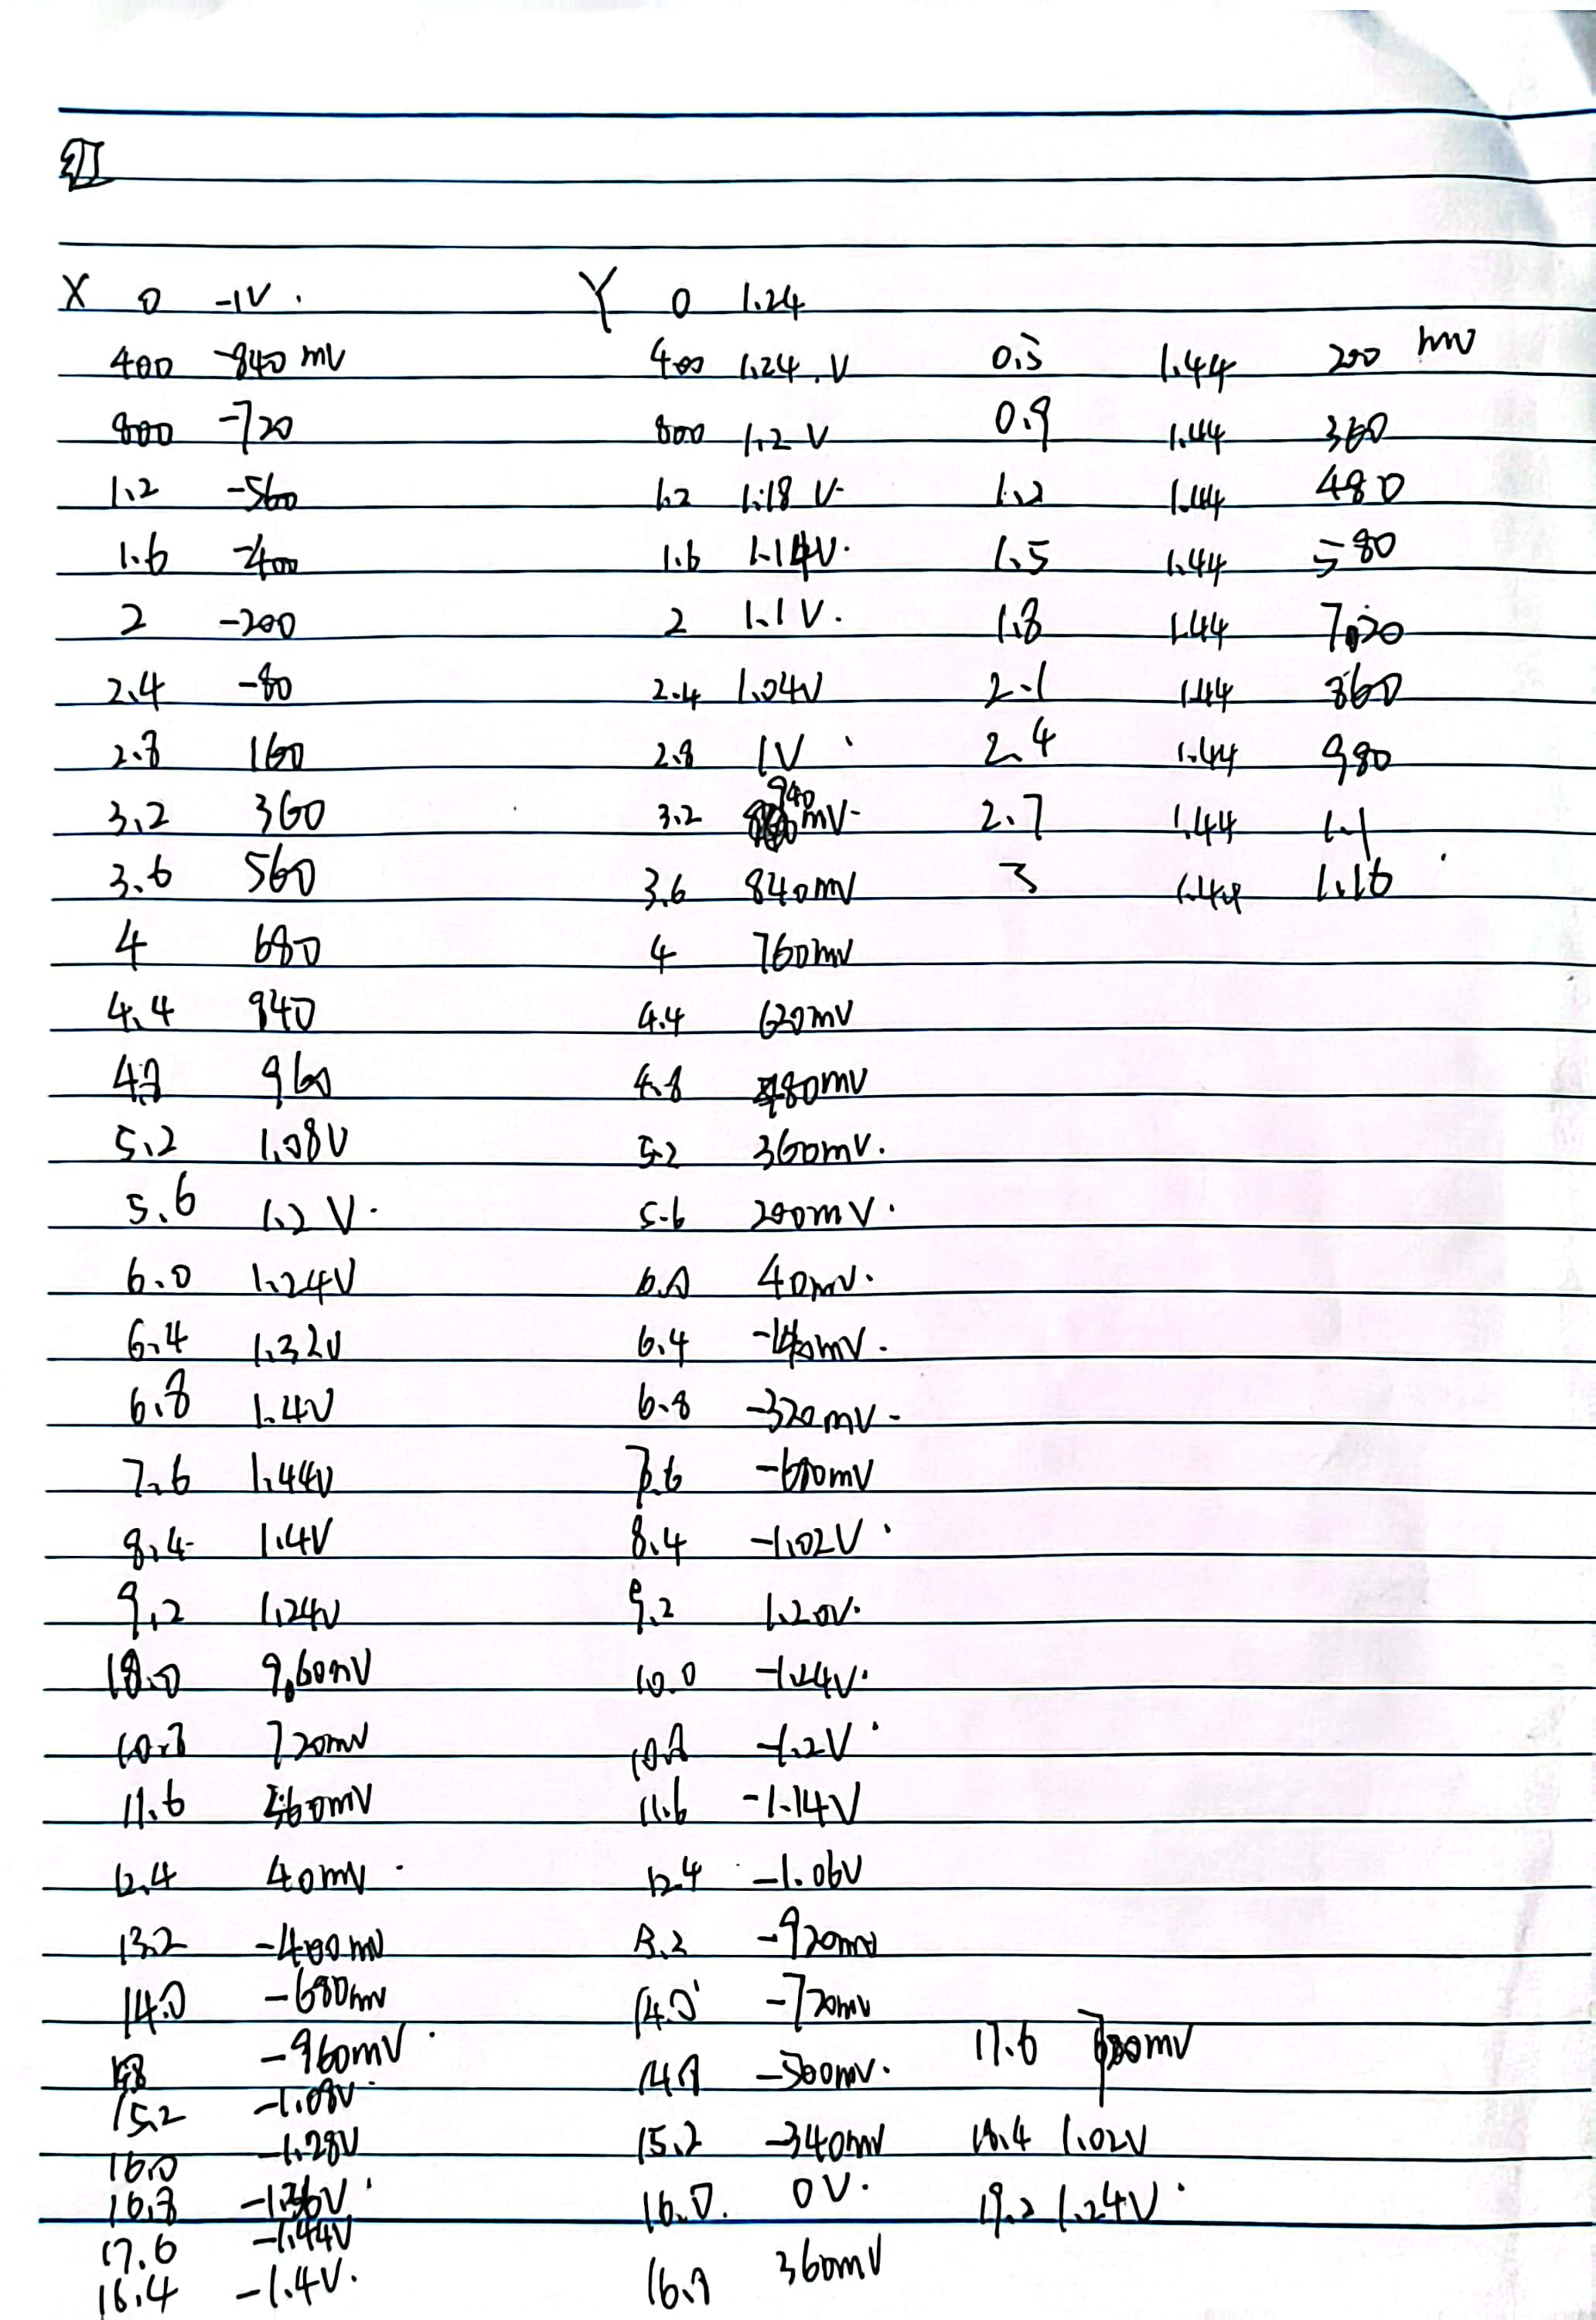 红
X 0 -1V. Y 0 1.24
400 -840 mV 400 1.24.V 0.5 1.44 200 mV
800 -720 800 1.2 V 0.9 1.44 360
1.2 -560 1.2 1.18 V 1.2 1.44 480
1.6 -400 1.6 1.14V. 1.5 1.44 580
2 -200 2 1.1V. 1.8 1.44 720
2.4 -80 2.4 1.04V 2.1 1.44 860
2.8 160 2.8 1V 2.4 1.44 980
3.2 360 3.2 940 mV 2.7 1.44 1.1
3.6 560 3.6 840mV 3 1.44 1.16
4 680 4 760mV
4.4 840 4.4 620mV
4.8 960 4.8 480mV
5.2 1.08V 5.2 360mV.
5.6 1.2V. 5.6 200mV.
6.0 1.24V 6.0 40mV.
6.4 1.32V 6.4 -140mV.
6.8 1.4V 6.8 -320mV
7.6 1.44V 7.6
8.4 1.4V 8.4 -1.02V
9.2 1.24V 9.2 1.20V.
10.0 960mV 10.0 -1.24V.
10.8 720mV 10.8 -1.2V
11.6 11.6 -1.14V
12.4 40mV 12.4 -1.06V
13.2 -400mV 13.2 -920mV
14.0 -680mV 14.0 -720mV
14.8 -960mV 14.8 -500mV. 17.6
15.2 -1.08V 15.2 -340mV 18.4 1.02V
16.0 -1.28V 16.0. 0V. 19.2 1.24V
16.8 -1.36V 16.8 360mV
17.6 -1.44V
18.4 -1.4V.